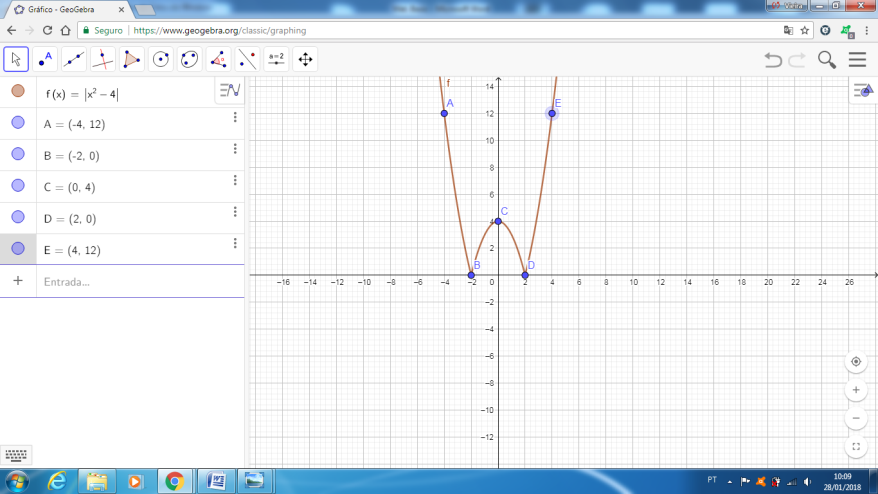 Gráfico - GeoGebra
Seguro | https://www.geogebra.org/classic/graphing
a=2
f(x) = |x² − 4|
A = (-4, 12)
B = (-2, 0)
C = (0, 4)
D = (2, 0)
E = (4, 12)
Entrada...
f
A
E
C
B
D
14
12
10
8
6
4
2
−16 −14 −12 −10 −8 −6 −4 −2 0 2 4 6 8 10 12 14 16 18 20 22 24 26
−2
−4
−6
−8
−10
−12
PT
10:09
28/01/2018